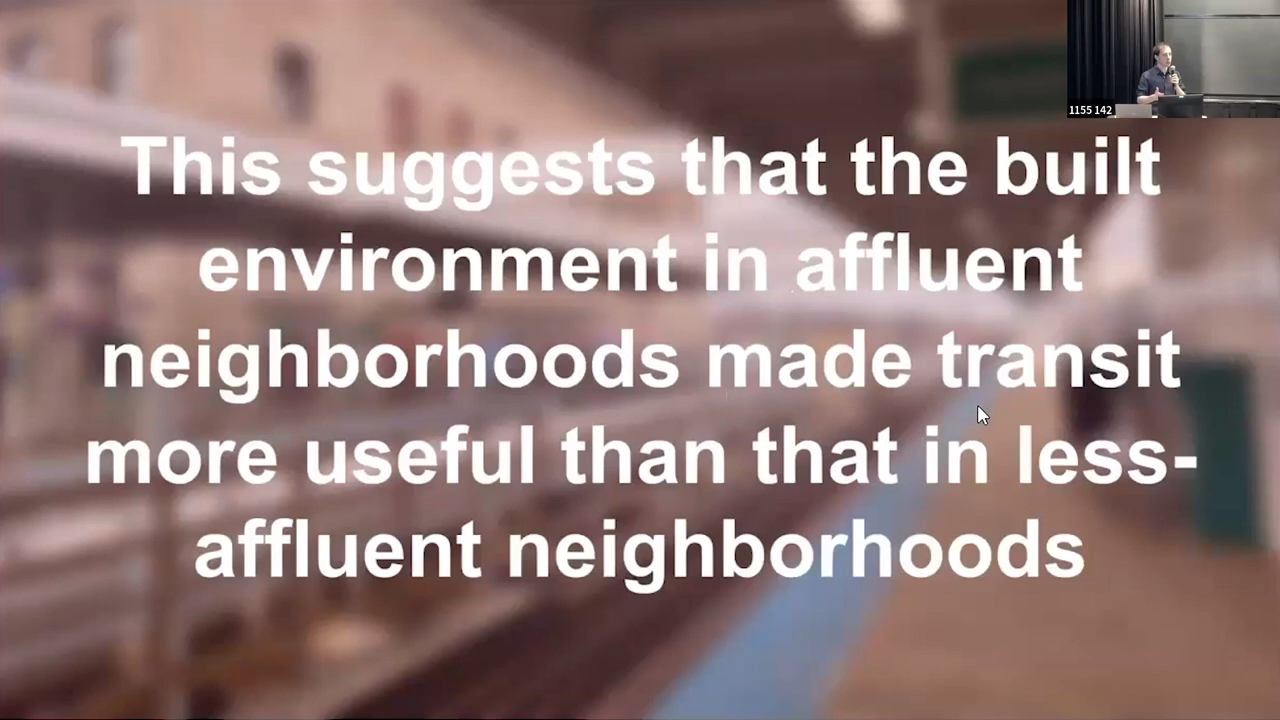 1155 142
This suggests that the built
environment in affluent
neighborhoods made transit
more useful than that in less-
affluent neighborhoods